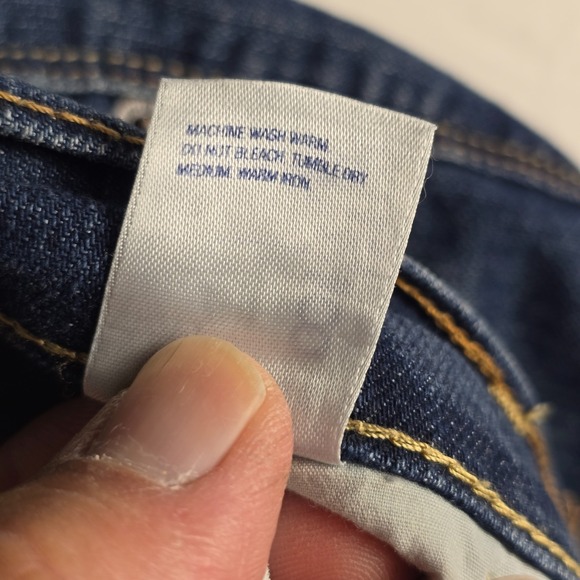 MACHINE WASH WARM
DO NOT BLEACH TUMBLE DRY
MEDIUM. WARM IRON